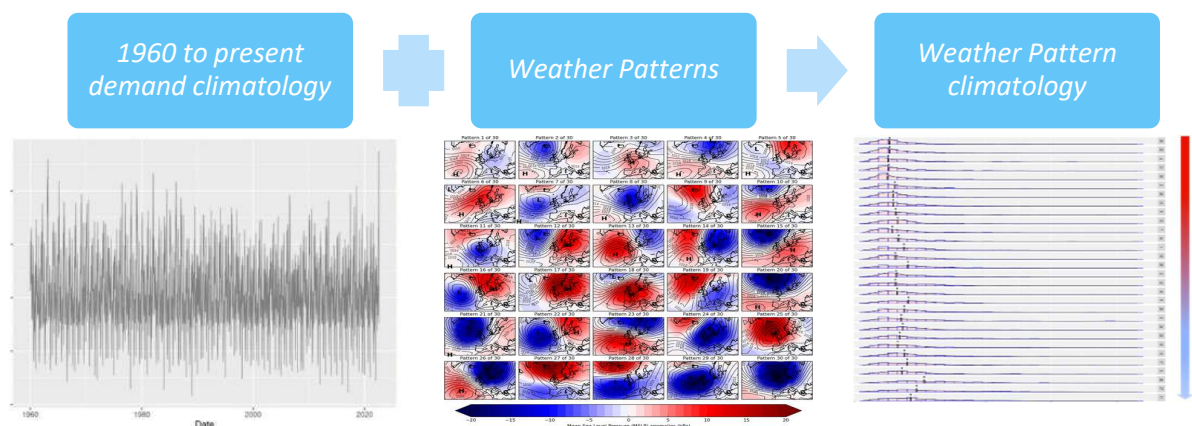 1960 to present
demand climatology
Weather Patterns
Weather Pattern
climatology
1960
1980
2000
2020
Date
Pattern 1 of 30
Pattern 2 of 30
Pattern 3 of 30
Pattern 4 of 30
Pattern 5 of 30
Pattern 6 of 30
Pattern 7 of 30
Pattern 8 of 30
Pattern 9 of 30
Pattern 10 of 30
Pattern 11 of 30
Pattern 12 of 30
Pattern 13 of 30
Pattern 14 of 30
Pattern 15 of 30
Pattern 16 of 30
Pattern 17 of 30
Pattern 18 of 30
Pattern 19 of 30
Pattern 20 of 30
Pattern 21 of 30
Pattern 22 of 30
Pattern 23 of 30
Pattern 24 of 30
Pattern 25 of 30
Pattern 26 of 30
Pattern 27 of 30
Pattern 28 of 30
Pattern 29 of 30
Pattern 30 of 30
−20 −15 −10 −5 0 5 10 15 20
Mean Sea Level Pressure (MSLP) anomalies (hPa)